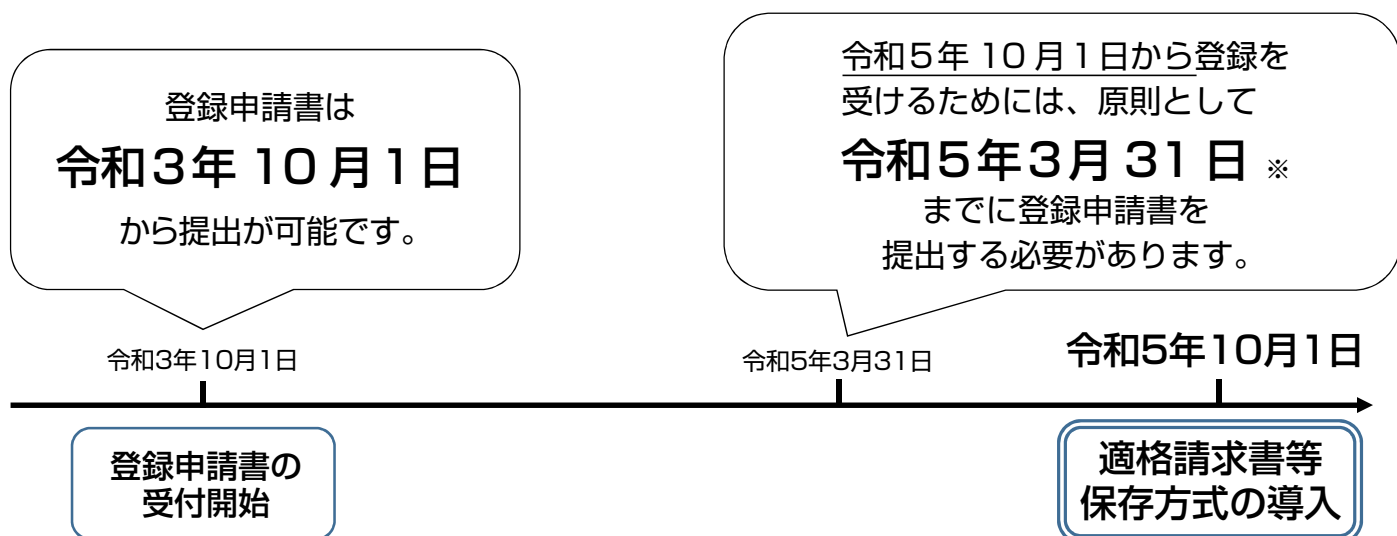 登録申請書は
令和3年10月1日
から提出が可能です。
令和5年10月1日から登録を
受けるためには、原則として
令和5年3月31日 ※
までに登録申請書を
提出する必要があります。
令和3年10月1日
令和5年3月31日
令和5年10月1日
登録申請書の
受付開始
適格請求書等
保存方式の導入